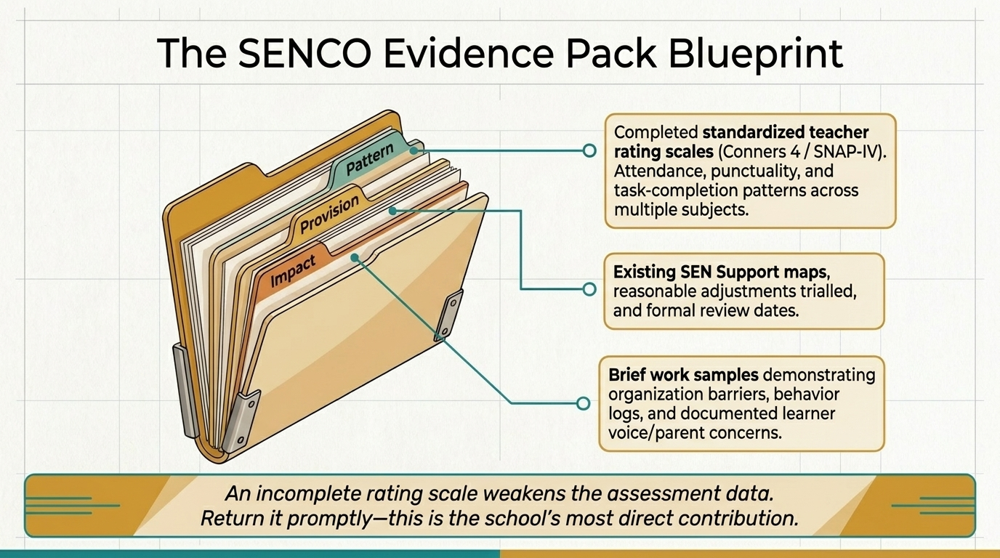 The SENCO Evidence Pack Blueprint
Pattern
Provision
Impact
Completed standardized teacher
rating scales (Conners 4 / SNAP-IV).
Attendance, punctuality, and
task-completion patterns across
multiple subjects.
Existing SEN Support maps,
reasonable adjustments trialled,
and formal review dates.
Brief work samples demonstrating
organization barriers, behavior
logs, and documented learner
voice/parent concerns.
An incomplete rating scale weakens the assessment data.
Return it promptly—this is the school's most direct contribution.